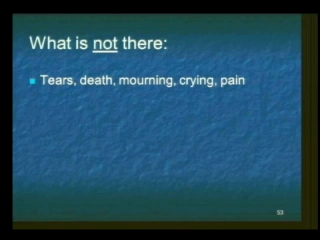 What is not there:
Tears, death, mourning, crying, pain
53